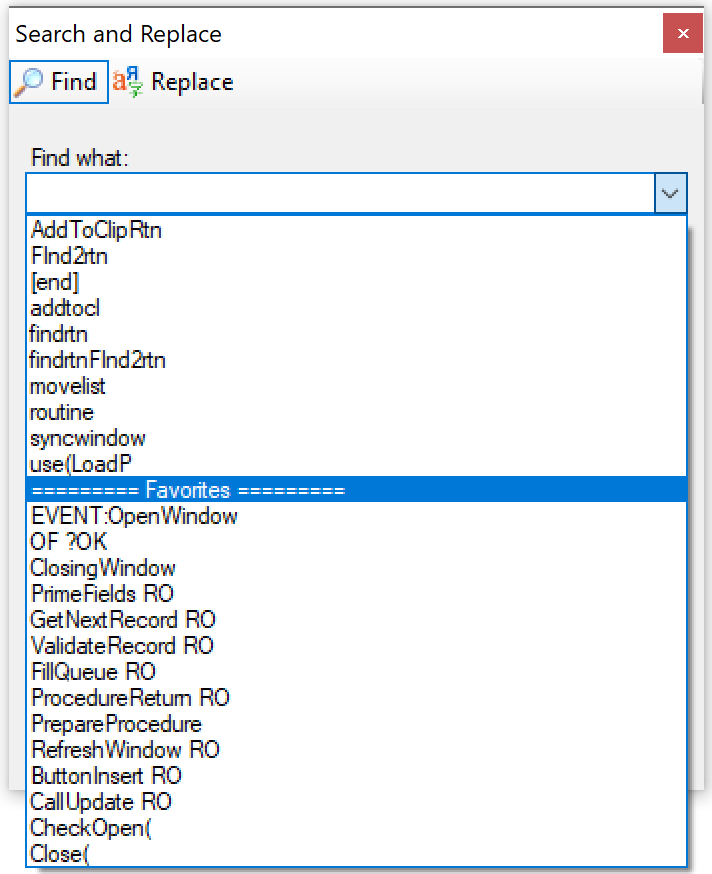 Search and Replace
Find
Replace
Find what:
AddToClipRtn
FInd2rtn
[end]
addtocl
findrtn
findrtnFInd2rtn
movelist
routine
syncwindow
use(LoadP
========= Favorites =========
EVENT:OpenWindow
OF ?OK
ClosingWindow
PrimeFields RO
GetNextRecord RO
ValidateRecord RO
FillQueue RO
ProcedureReturn RO
PrepareProcedure
RefreshWindow RO
ButtonInsert RO
CallUpdate RO
CheckOpen(
Close(